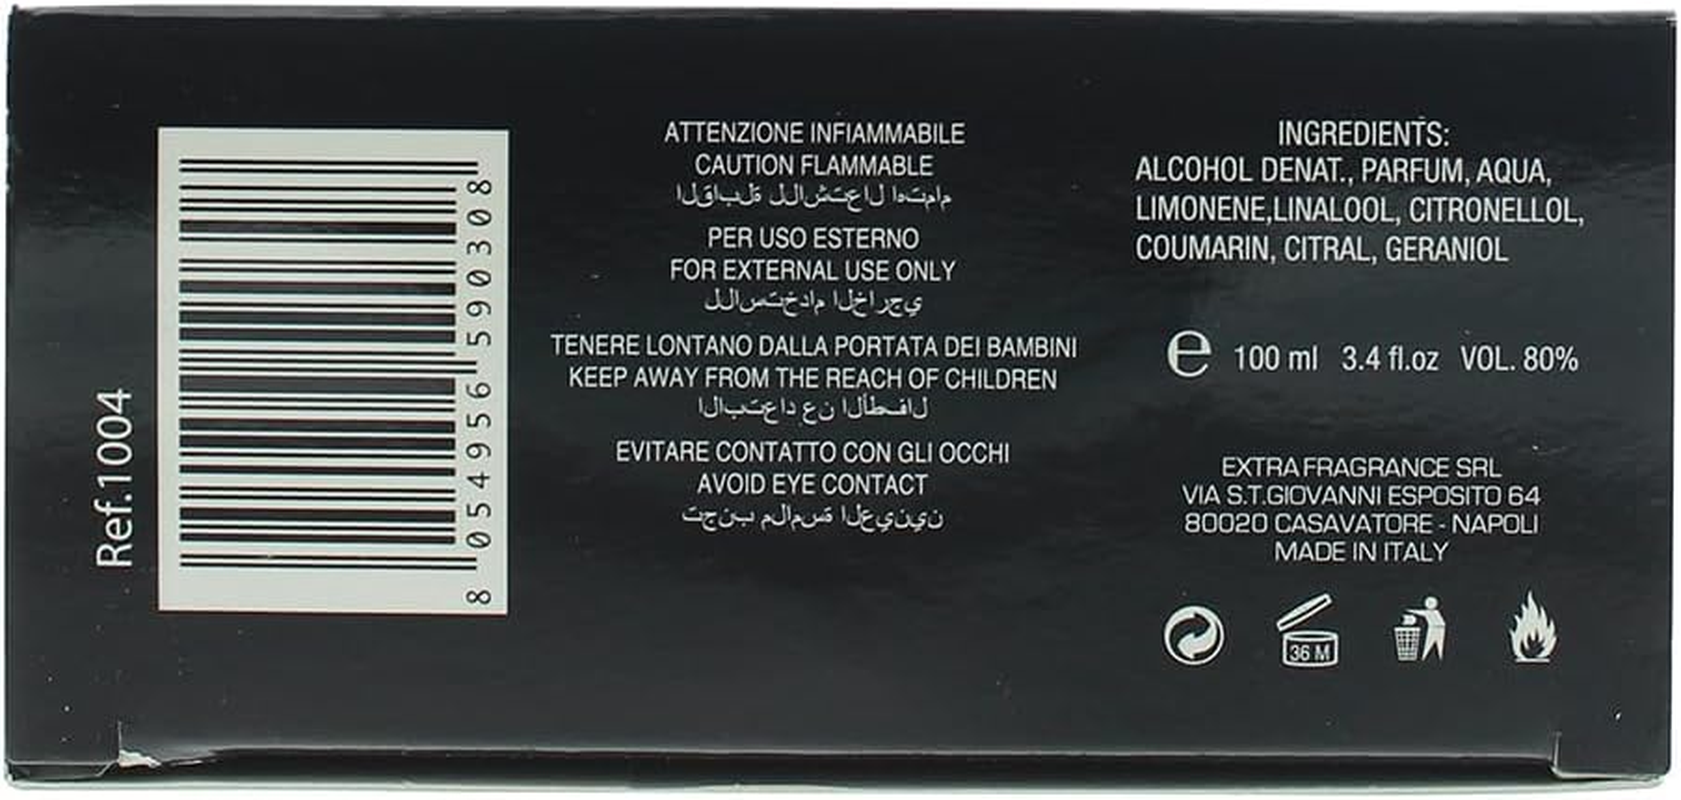 Ref.1004
8 054956 590308
ATTENZIONE INFIAMMABILE
CAUTION FLAMMABLE
القابلة للاشتعال اهتمام
PER USO ESTERNO
FOR EXTERNAL USE ONLY
للاستخدام الخارجي
TENERE LONTANO DALLA PORTATA DEI BAMBINI
KEEP AWAY FROM THE REACH OF CHILDREN
الابتعاد عن الأطفال
EVITARE CONTATTO CON GLI OCCHI
AVOID EYE CONTACT
تجنب ملامسة العينين
INGREDIENTS:
ALCOHOL DENAT., PARFUM, AQUA,
LIMONENE,LINALOOL, CITRONELLOL,
COUMARIN, CITRAL, GERANIOL
℮ 100 ml 3.4 fl.oz VOL. 80%
EXTRA FRAGRANCE SRL
VIA S.T.GIOVANNI ESPOSITO 64
80020 CASAVATORE - NAPOLI
MADE IN ITALY
36 M